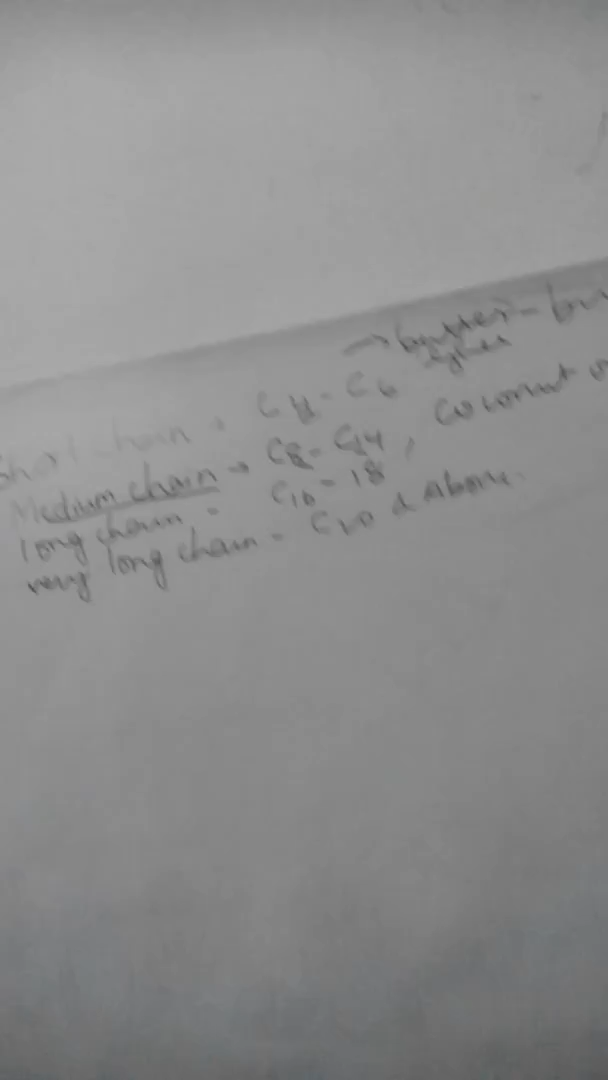 → butter -
Short chain - C4 - C6
Medium chain → C8 - C14, Coconut
long chain - C16 - 18
very long chain - C20 & Above.